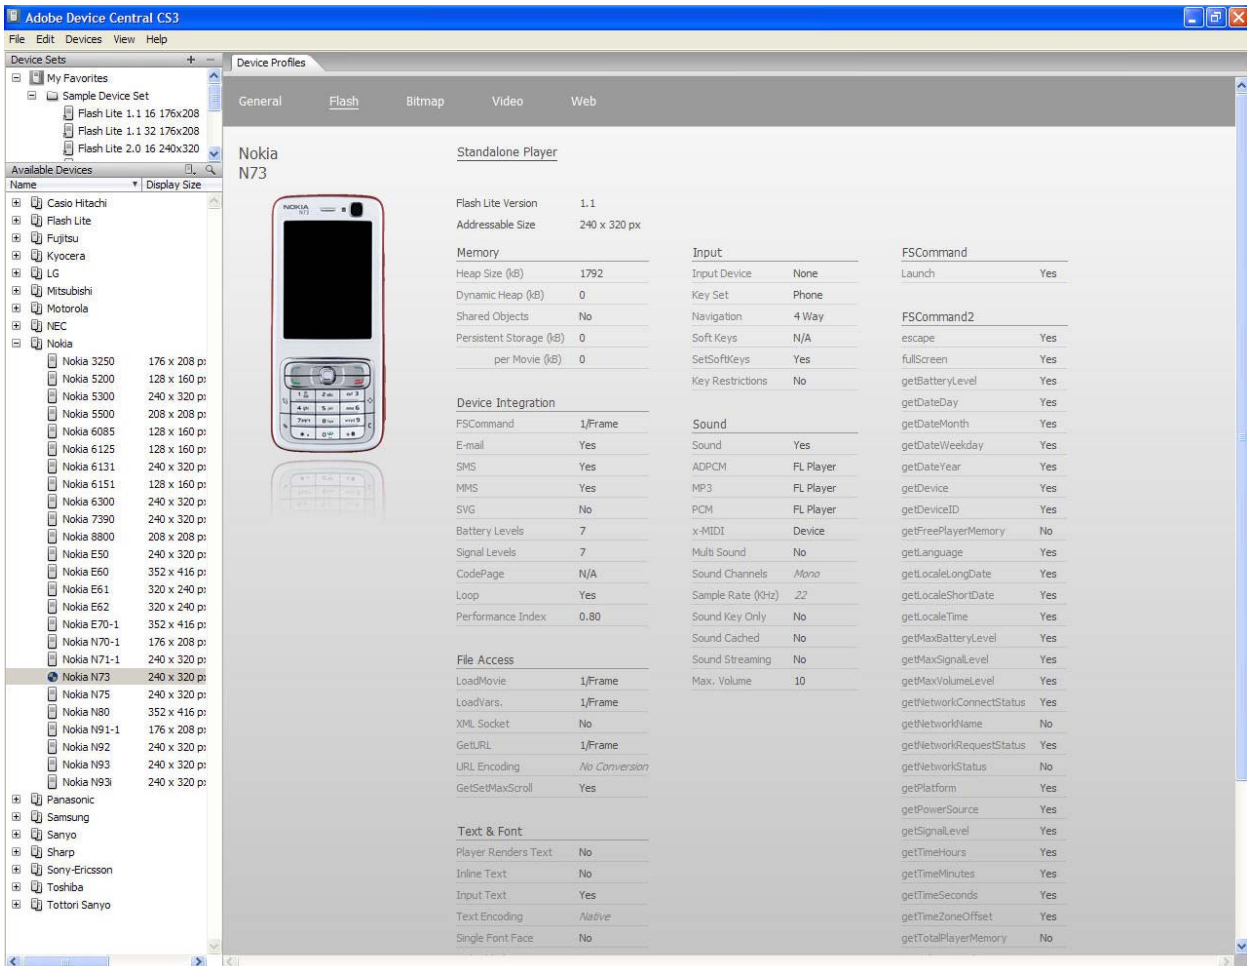 Adobe Device Central CS3
File Edit Devices View Help
Device Sets
My Favorites
Sample Device Set
Flash Lite 1.1 16 176x208
Flash Lite 1.1 32 176x208
Flash Lite 2.0 16 240x320
Available Devices
Name Display Size
Casio Hitachi
Flash Lite
Fujitsu
Kyocera
LG
Mitsubishi
Motorola
NEC
Nokia
Nokia 3250 176 x 208 p
Nokia 5200 128 x 160 p
Nokia 5300 240 x 320 p
Nokia 5500 208 x 208 p
Nokia 6085 128 x 160 p
Nokia 6125 128 x 160 p
Nokia 6131 240 x 320 p
Nokia 6151 128 x 160 p
Nokia 6300 240 x 320 p
Nokia 7390 240 x 320 p
Nokia 8800 208 x 208 p
Nokia E50 240 x 320 p
Nokia E60 352 x 416 p
Nokia E61 320 x 240 p
Nokia E62 320 x 240 p
Nokia E70-1 352 x 416 p
Nokia N70-1 176 x 208 p
Nokia N71-1 240 x 320 p
Nokia N73 240 x 320 p
Nokia N75 240 x 320 p
Nokia N80 352 x 416 p
Nokia N91-1 176 x 208 p
Nokia N92 240 x 320 p
Nokia N93 240 x 320 p
Nokia N93i 240 x 320 p
Panasonic
Samsung
Sanyo
Sharp
Sony-Ericsson
Toshiba
Tottori Sanyo
Device Profiles
General Flash Bitmap Video Web
Nokia
N73
NOKIA
N73
Standalone Player
Flash Lite Version 1.1
Addressable Size 240 x 320 px
Memory
Heap Size (kB) 1792
Dynamic Heap (kB) 0
Shared Objects No
Persistent Storage (kB) 0
per Movie (kB) 0
Device Integration
FSCommand 1/Frame
E-mail Yes
SMS Yes
MMS Yes
SVG No
Battery Levels 7
Signal Levels 7
CodePage N/A
Loop Yes
Performance Index 0.80
File Access
LoadMovie 1/Frame
LoadVars. 1/Frame
XML Socket No
GetURL 1/Frame
URL Encoding No Conversion
GetSetMaxScroll Yes
Text & Font
Player Renders Text No
Inline Text No
Input Text Yes
Text Encoding Native
Single Font Face No
Input
Input Device None
Key Set Phone
Navigation 4 Way
Soft Keys N/A
SetSoftKeys Yes
Key Restrictions No
Sound
Sound Yes
ADPCM FL Player
MP3 FL Player
PCM FL Player
x-MIDI Device
Multi Sound No
Sound Channels Mono
Sample Rate (KHz) 22
Sound Key Only No
Sound Cached No
Sound Streaming No
Max. Volume 10
FSCommand
Launch Yes
FSCommand2
escape Yes
fullScreen Yes
getBatteryLevel Yes
getDateDay Yes
getDateMonth Yes
getDateWeekday Yes
getDateYear Yes
getDevice Yes
getDeviceID Yes
getFreePlayerMemory No
getLanguage Yes
getLocaleLongDate Yes
getLocaleShortDate Yes
getLocaleTime Yes
getMaxBatteryLevel Yes
getMaxSignalLevel Yes
getMaxVolumeLevel Yes
getNetworkConnectStatus Yes
getNetworkName No
getNetworkRequestStatus Yes
getNetworkStatus No
getPlatform Yes
getPowerSource Yes
getSignalLevel Yes
getTimeHours Yes
getTimeMinutes Yes
getTimeSeconds Yes
getTimeZoneOffset Yes
getTotalPlayerMemory No